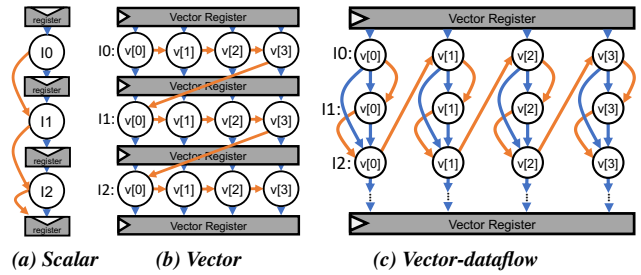 register
I0
register
I1
register
I2
register
(a) Scalar
Vector Register
I0: v[0] v[1] v[2] v[3]
Vector Register
I1: v[0] v[1] v[2] v[3]
Vector Register
I2: v[0] v[1] v[2] v[3]
Vector Register
(b) Vector
Vector Register
I0: v[0] v[1] v[2] v[3]
I1: v[0] v[1] v[2] v[3]
I2: v[0] v[1] v[2] v[3]
Vector Register
(c) Vector-dataflow